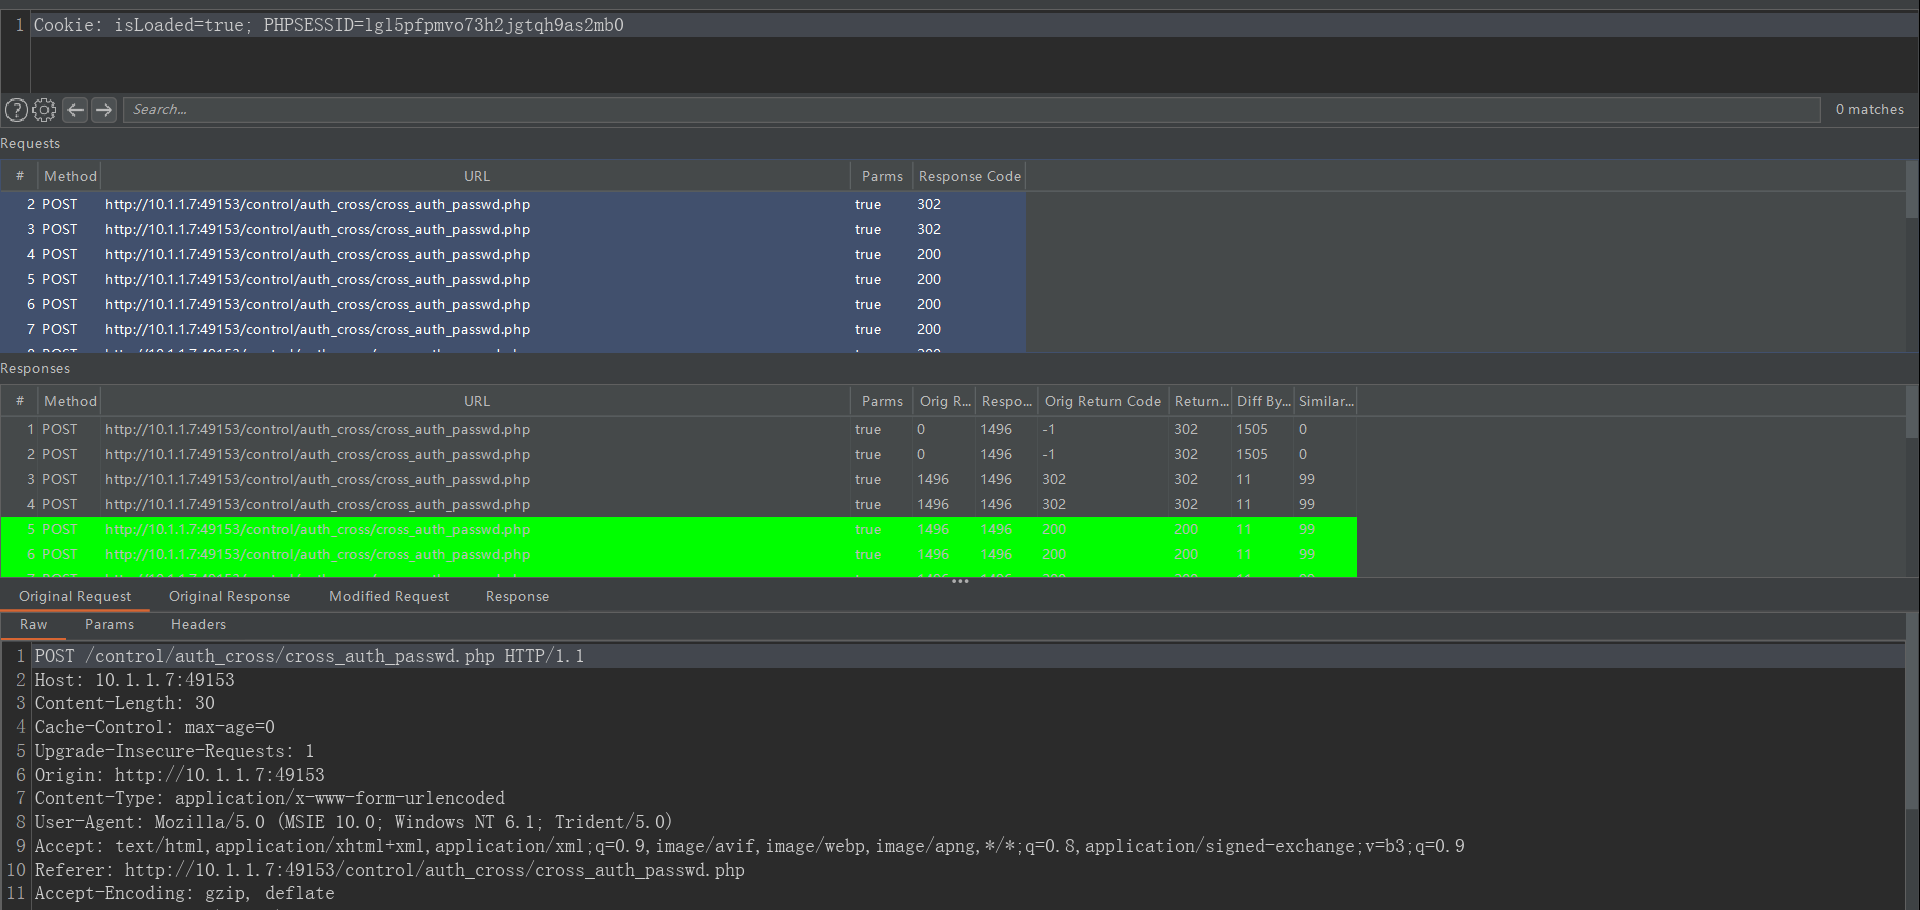 1 Cookie: isLoaded=true; PHPSESSID=lgl5pfpmvo73h2jgtqh9as2mb0
? Search... 0 matches
Requests
# Method URL Parms Response Code
2 POST http://10.1.1.7:49153/control/auth_cross/cross_auth_passwd.php true 302
3 POST http://10.1.1.7:49153/control/auth_cross/cross_auth_passwd.php true 302
4 POST http://10.1.1.7:49153/control/auth_cross/cross_auth_passwd.php true 200
5 POST http://10.1.1.7:49153/control/auth_cross/cross_auth_passwd.php true 200
6 POST http://10.1.1.7:49153/control/auth_cross/cross_auth_passwd.php true 200
7 POST http://10.1.1.7:49153/control/auth_cross/cross_auth_passwd.php true 200
Responses
# Method URL Parms Orig R... Respo... Orig Return Code Return... Diff By... Similar...
1 POST http://10.1.1.7:49153/control/auth_cross/cross_auth_passwd.php true 0 1496 -1 302 1505 0
2 POST http://10.1.1.7:49153/control/auth_cross/cross_auth_passwd.php true 0 1496 -1 302 1505 0
3 POST http://10.1.1.7:49153/control/auth_cross/cross_auth_passwd.php true 1496 1496 302 302 11 99
4 POST http://10.1.1.7:49153/control/auth_cross/cross_auth_passwd.php true 1496 1496 302 302 11 99
5 POST http://10.1.1.7:49153/control/auth_cross/cross_auth_passwd.php true 1496 1496 200 200 11 99
6 POST http://10.1.1.7:49153/control/auth_cross/cross_auth_passwd.php true 1496 1496 200 200 11 99
Original Request Original Response Modified Request Response
Raw Params Headers
1 POST /control/auth_cross/cross_auth_passwd.php HTTP/1.1
2 Host: 10.1.1.7:49153
3 Content-Length: 30
4 Cache-Control: max-age=0
5 Upgrade-Insecure-Requests: 1
6 Origin: http://10.1.1.7:49153
7 Content-Type: application/x-www-form-urlencoded
8 User-Agent: Mozilla/5.0 (MSIE 10.0; Windows NT 6.1; Trident/5.0)
9 Accept: text/html,application/xhtml+xml,application/xml;q=0.9,image/avif,image/webp,image/apng,*/*;q=0.8,application/signed-exchange;v=b3;q=0.9
10 Referer: http://10.1.1.7:49153/control/auth_cross/cross_auth_passwd.php
11 Accept-Encoding: gzip, deflate